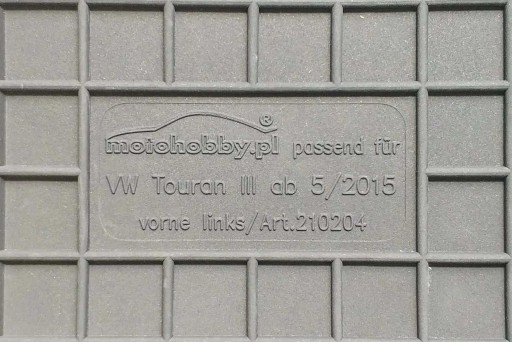 motohobby.pl® passend für
VW Touran III ab 5/2015
vorne links/Art.210204